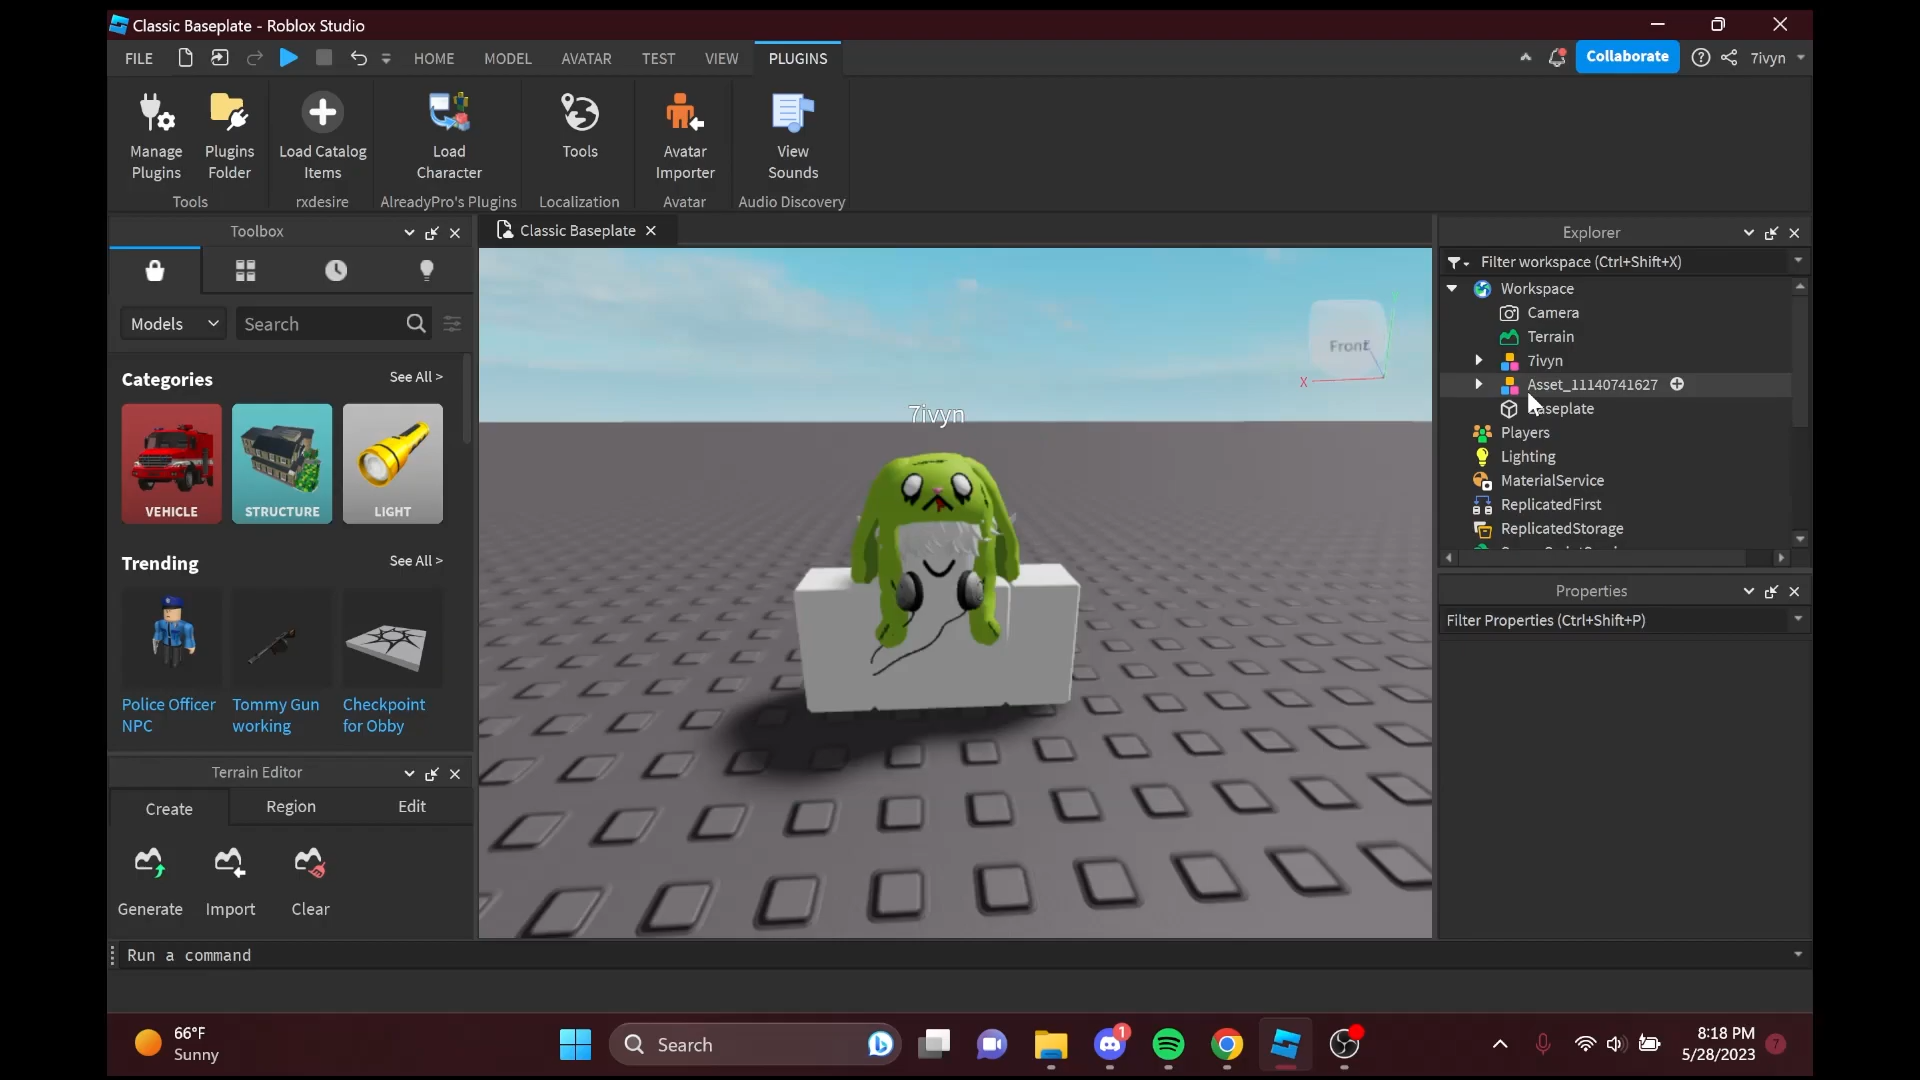 Classic Baseplate - Roblox Studio
FILE
HOME
MODEL
AVATAR
TEST
VIEW
PLUGINS
Collaborate
7ivyn
Manage
Plugins
Plugins
Folder
Load Catalog
Items
Load
Character
Tools
Avatar
Importer
View
Sounds
Tools
rxdesire
AlreadyPro's Plugins
Localization
Avatar
Audio Discovery
Toolbox
Models
Search
Categories
See All >
VEHICLE
STRUCTURE
LIGHT
Trending
See All >
Police Officer
NPC
Tommy Gun
working
Checkpoint
for Obby
Terrain Editor
Create
Region
Edit
Generate
Import
Clear
Classic Baseplate
Front
X
7ivyn
Explorer
Filter workspace (Ctrl+Shift+X)
Workspace
Camera
Terrain
7ivyn
Asset_11140741627
Baseplate
Players
Lighting
MaterialService
ReplicatedFirst
ReplicatedStorage
Properties
Filter Properties (Ctrl+Shift+P)
Run a command
66°F
Sunny
Search
1
8:18 PM
5/28/2023
7